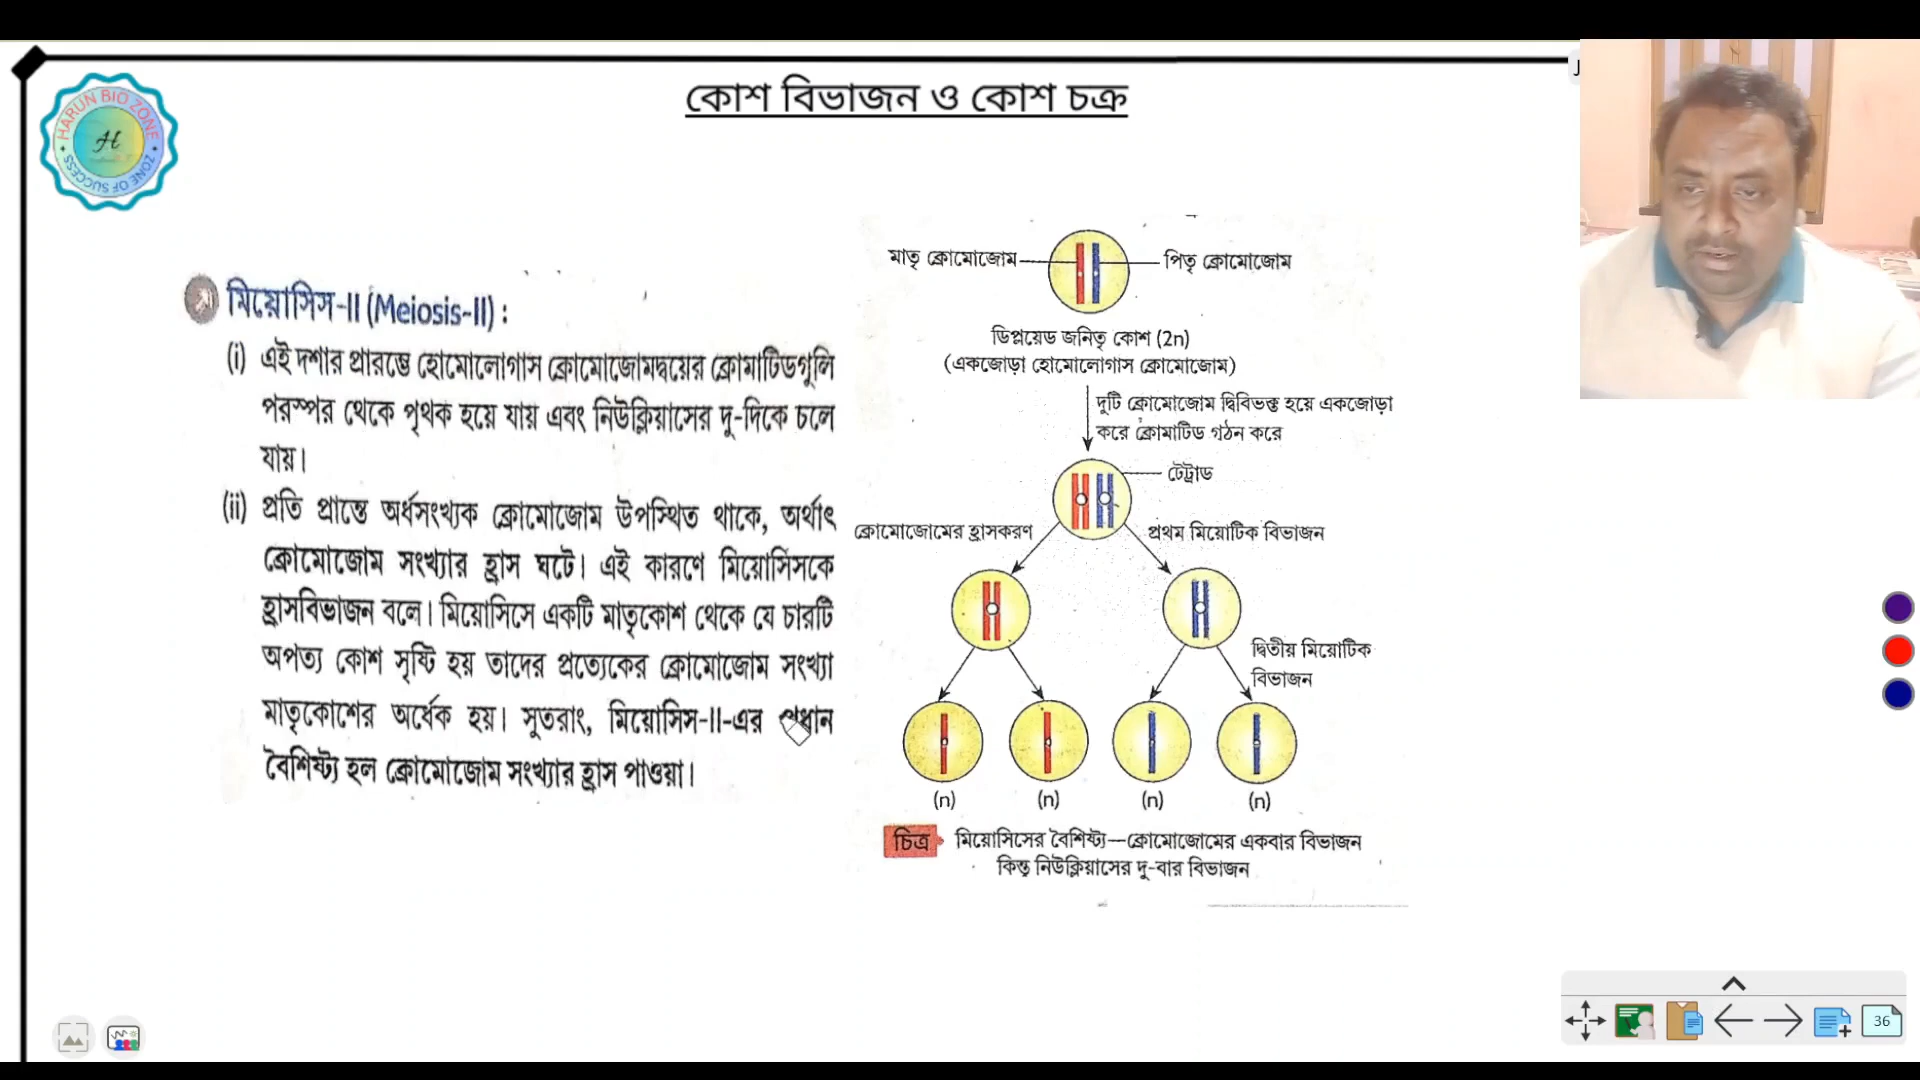 কোশ বিভাজন ও কোশ চক্র
HARUN BIO ZONE
H
ZONE OF SUCCESS
মিয়োসিস-II (Meiosis-II) :
(i) এই দশার প্রারম্ভে হোমোলোগাস ক্রোমোজোমদ্বয়ের ক্রোমাটিডগুলি
পরস্পর থেকে পৃথক হয়ে যায় এবং নিউক্লিয়াসের দু-দিকে চলে
যায়।
(ii) প্রতি প্রান্তে অর্ধসংখ্যক ক্রোমোজোম উপস্থিত থাকে, অর্থাৎ
ক্রোমোজোম সংখ্যার হ্রাস ঘটে। এই কারণে মিয়োসিসকে
হ্রাসবিভাজন বলে। মিয়োসিসে একটি মাতৃকোশ থেকে যে চারটি
অপত্য কোশ সৃষ্টি হয় তাদের প্রত্যেকের ক্রোমোজোম সংখ্যা
মাতৃকোশের অর্ধেক হয়। সুতরাং, মিয়োসিস-II-এর প্রধান
বৈশিষ্ট্য হল ক্রোমোজোম সংখ্যার হ্রাস পাওয়া।
মাতৃ ক্রোমোজোম
পিতৃ ক্রোমোজোম
ডিপ্লয়েড জনিতৃ কোশ (2n)
(একজোড়া হোমোলোগাস ক্রোমোজোম)
দুটি ক্রোমোজোম দ্বিবিভক্ত হয়ে একজোড়া
করে ক্রোমাটিড গঠন করে
টেট্রাড
ক্রোমোজোমের হ্রাসকরণ
প্রথম মিয়োটিক বিভাজন
দ্বিতীয় মিয়োটিক
বিভাজন
(n) (n) (n) (n)
চিত্র মিয়োসিসের বৈশিষ্ট্য—ক্রোমোজোমের একবার বিভাজন
কিন্তু নিউক্লিয়াসের দু-বার বিভাজন
36